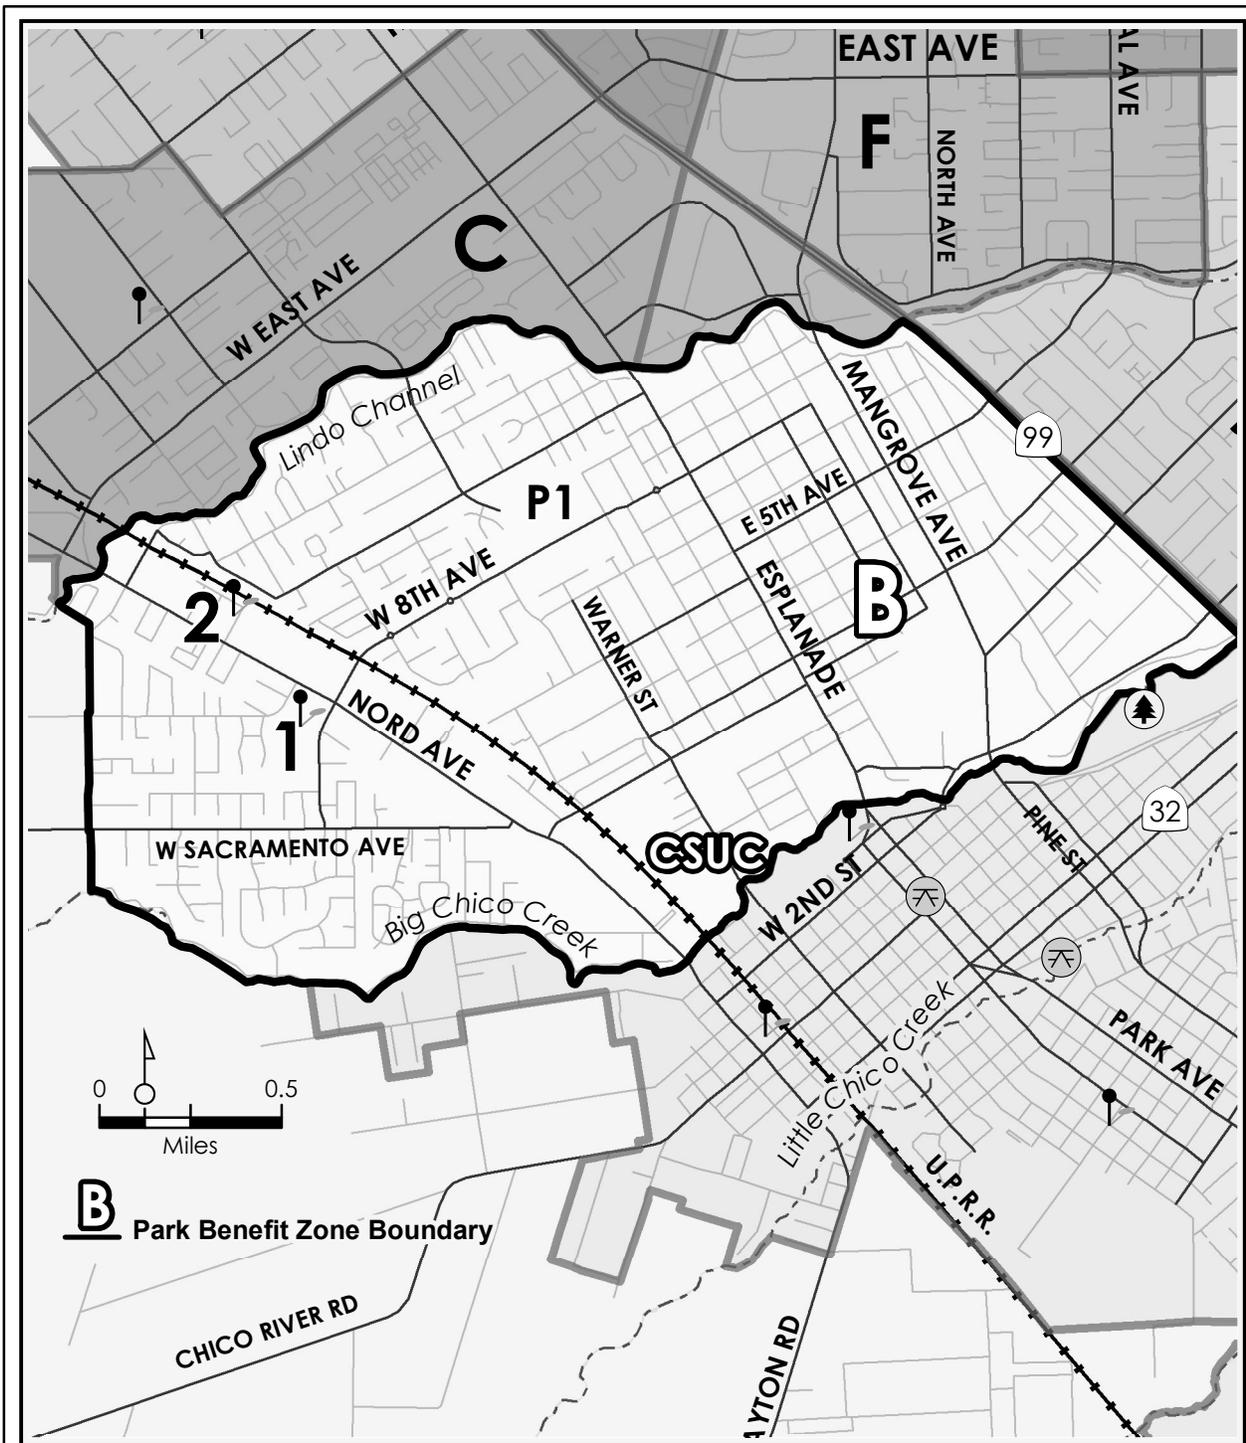 EAST AVE
AL AVE
F
NORTH AVE
C
W EAST AVE
Lindo Channel
MANGROVE AVE
99
P1
E 5TH AVE
W 8TH AVE
ESPLANADE
B
2
WARNER ST
1
NORD AVE
32
PINE ST
W SACRAMENTO AVE
CSUC
W 2ND ST
Big Chico Creek
PARK AVE
0 0.5
Miles
Little Chico Creek
U.P.R.R.
B Park Benefit Zone Boundary
CHICO RIVER RD
AYTON RD